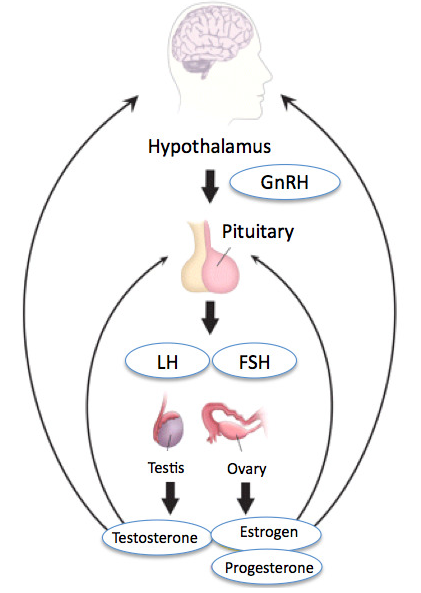 Hypothalamus
GnRH
Pituitary
LH
FSH
Testis
Ovary
Testosterone
Estrogen
Progesterone